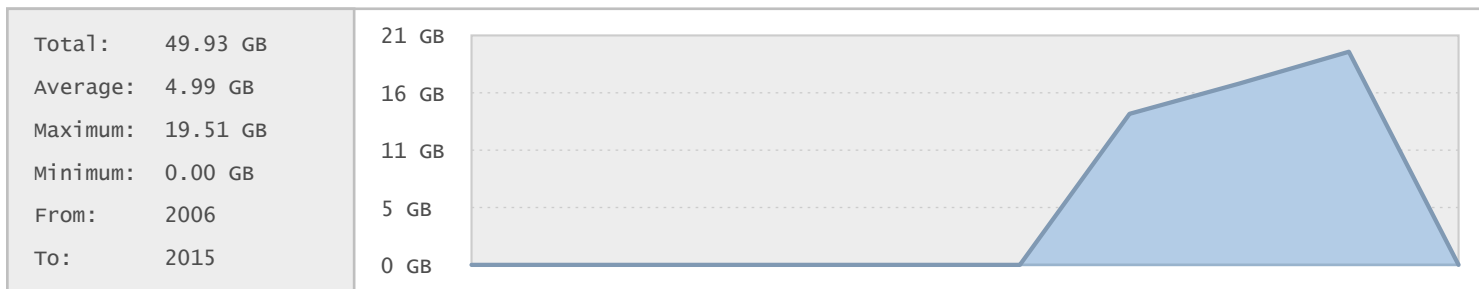 Total: 49.93 GB
Average: 4.99 GB
Maximum: 19.51 GB
Minimum: 0.00 GB
From: 2006
To: 2015
21 GB
16 GB
11 GB
5 GB
0 GB